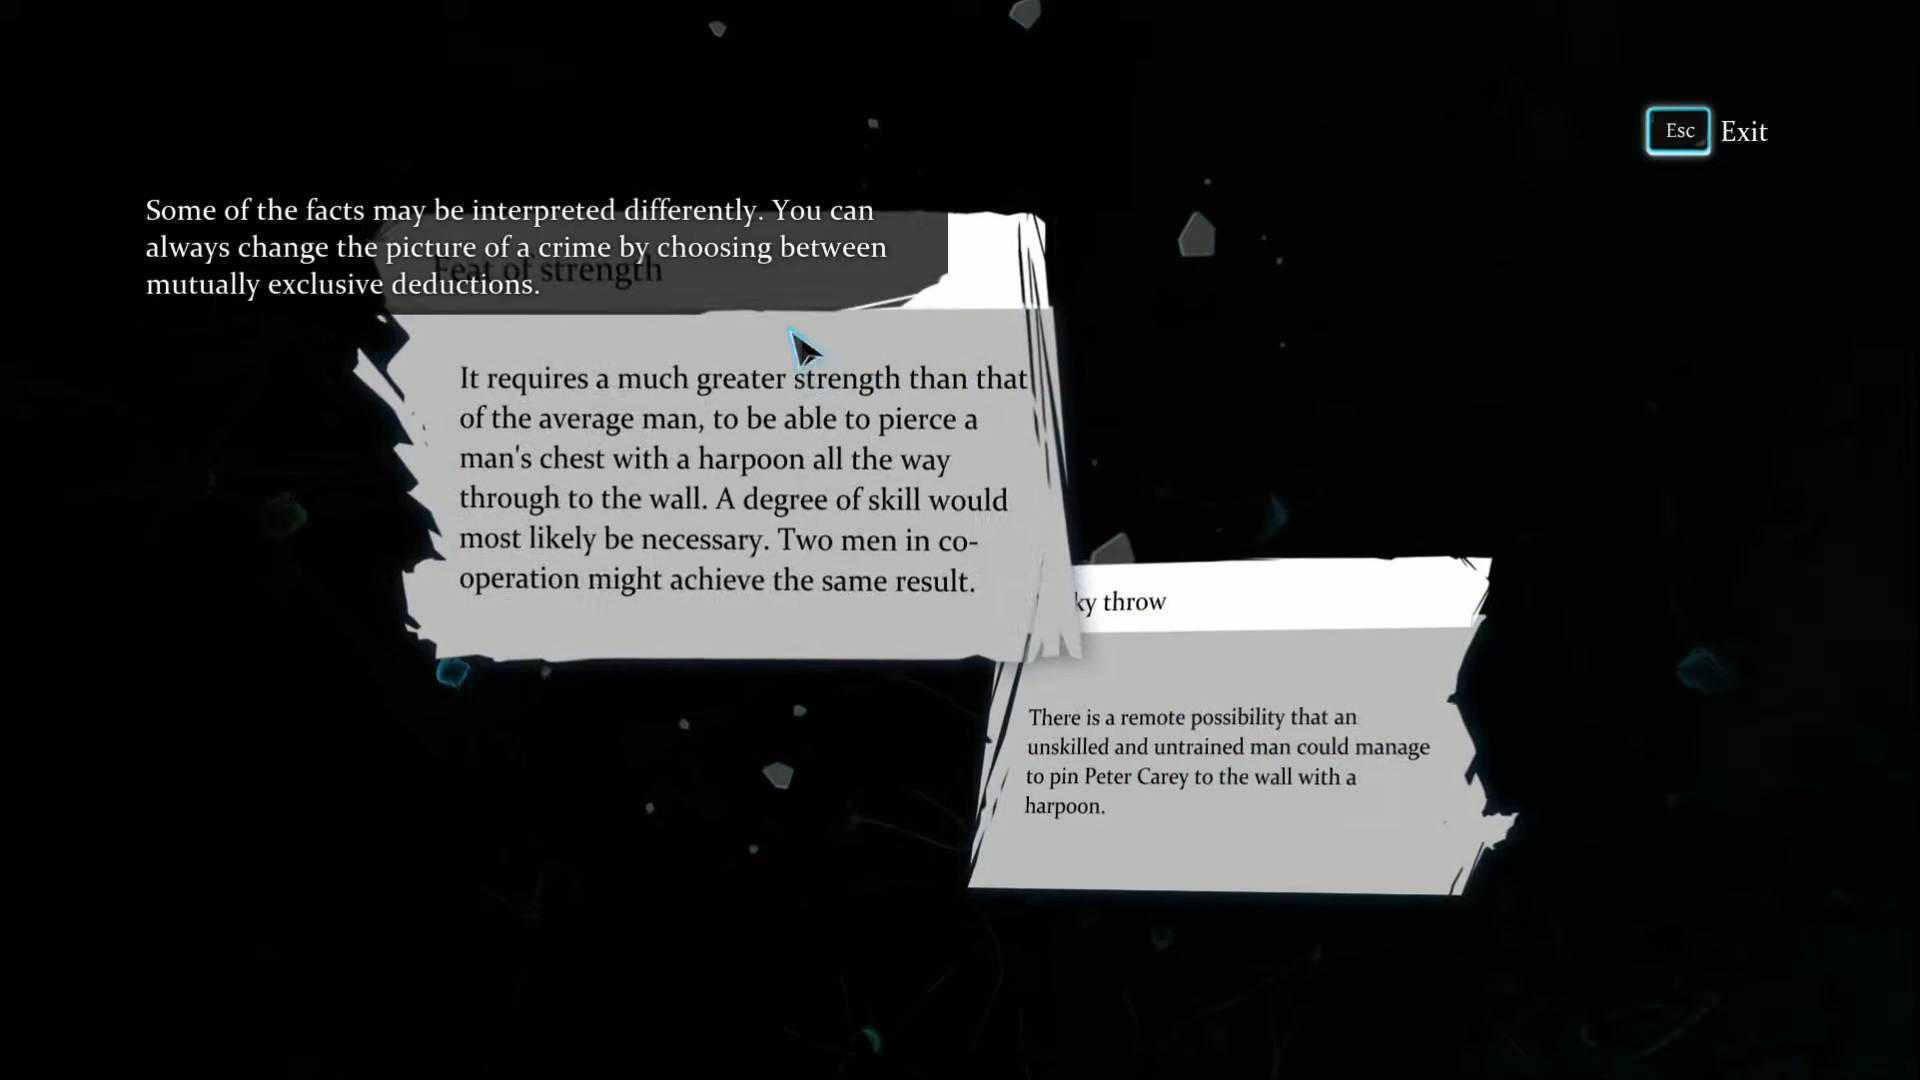 Esc Exit
Some of the facts may be interpreted differently. You can
always change the picture of a crime by choosing between
mutually exclusive deductions.
Feat of strength
It requires a much greater strength than that
of the average man, to be able to pierce a
man's chest with a harpoon all the way
through to the wall. A degree of skill would
most likely be necessary. Two men in co-
operation might achieve the same result.
ky throw
There is a remote possibility that an
unskilled and untrained man could manage
to pin Peter Carey to the wall with a
harpoon.